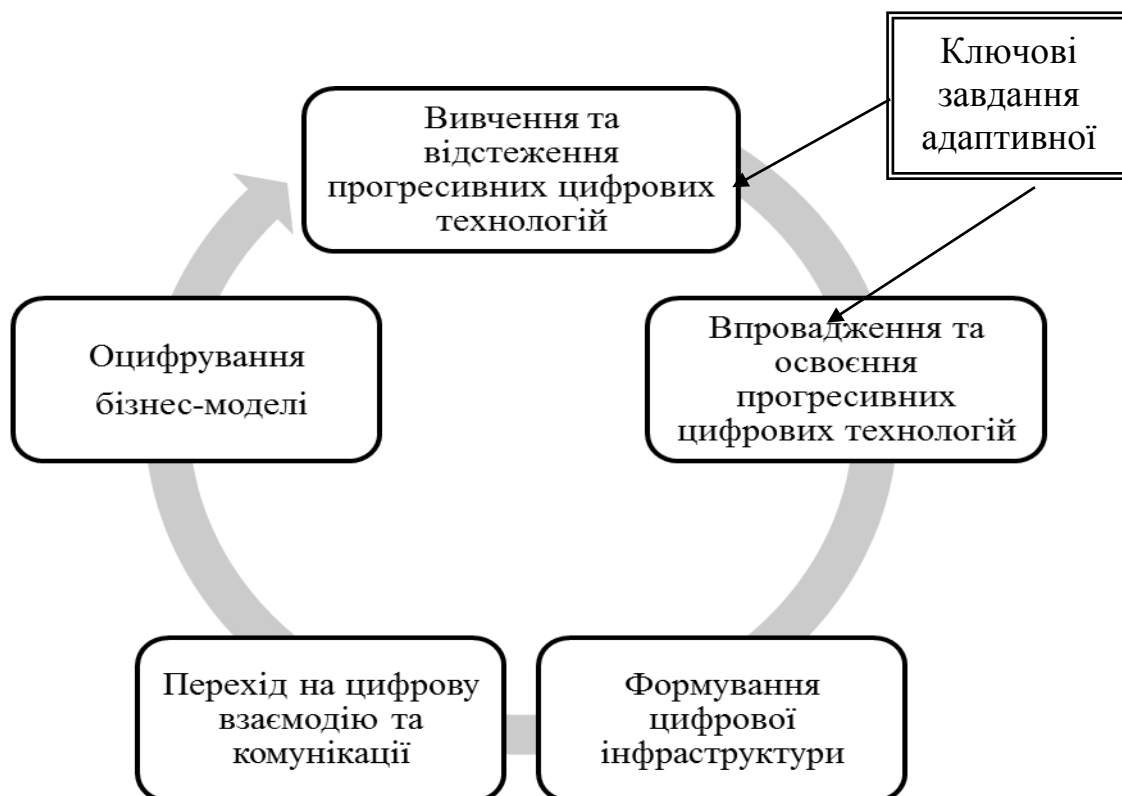 Ключові
завдання
адаптивної
Вивчення та
відстеження
прогресивних цифрових
технологій
Впровадження та
освоєння
прогресивних
цифрових технологій
Формування
цифрової
інфраструктури
Перехід на цифрову
взаємодію та
комунікації
Оцифрування
бізнес-моделі